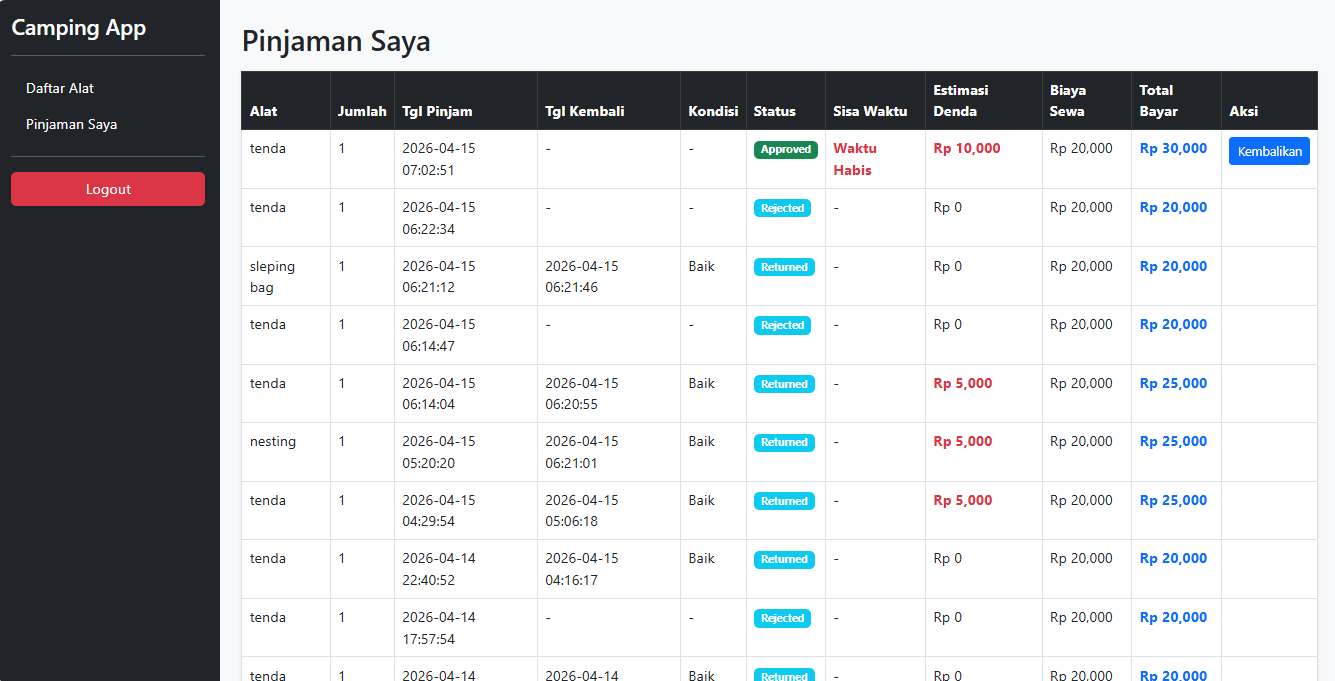 Camping App
Daftar Alat
Pinjaman Saya
Logout
Pinjaman Saya
Alat Jumlah Tgl Pinjam Tgl Kembali Kondisi Status Sisa Waktu Estimasi Denda Biaya Sewa Total Bayar Aksi
tenda 1 2026-04-15 07:02:51 - - Approved Waktu Habis Rp 10,000 Rp 20,000 Rp 30,000 Kembalikan
tenda 1 2026-04-15 06:22:34 - - Rejected - Rp 0 Rp 20,000 Rp 20,000
sleping bag 1 2026-04-15 06:21:12 2026-04-15 06:21:46 Baik Returned - Rp 0 Rp 20,000 Rp 20,000
tenda 1 2026-04-15 06:14:47 - - Rejected - Rp 0 Rp 20,000 Rp 20,000
tenda 1 2026-04-15 06:14:04 2026-04-15 06:20:55 Baik Returned - Rp 5,000 Rp 20,000 Rp 25,000
nesting 1 2026-04-15 05:20:20 2026-04-15 06:21:01 Baik Returned - Rp 5,000 Rp 20,000 Rp 25,000
tenda 1 2026-04-15 04:29:54 2026-04-15 05:06:18 Baik Returned - Rp 5,000 Rp 20,000 Rp 25,000
tenda 1 2026-04-14 22:40:52 2026-04-15 04:16:17 Baik Returned - Rp 0 Rp 20,000 Rp 20,000
tenda 1 2026-04-14 17:57:54 - - Rejected - Rp 0 Rp 20,000 Rp 20,000
tenda 1 2026-04-14 2026-04-14 Baik Returned - Rp 0 Rp 20,000 Rp 20,000